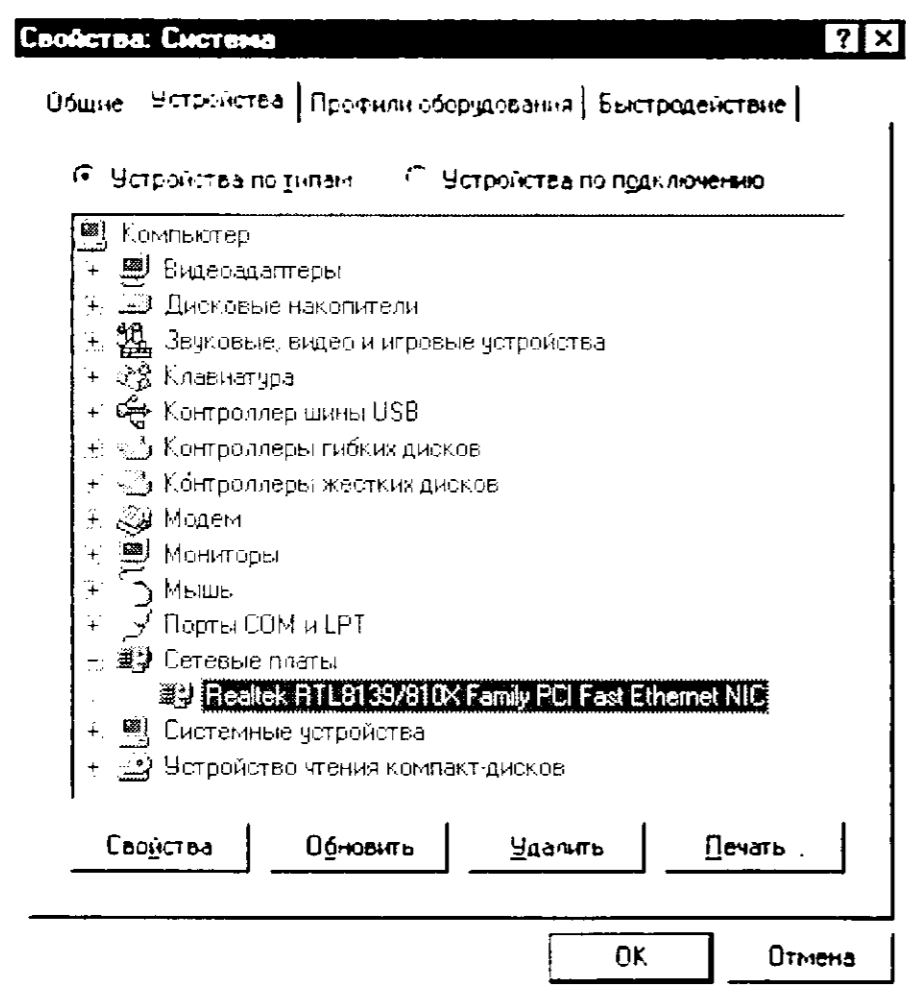 Свойства: Система ? ×
Общие Устройства Профили оборудования Быстродействие
Устройства по типам Устройства по подключению
Компьютер
Видеоадаптеры
Дисковые накопители
Звуковые, видео и игровые устройства
Клавиатура
Контроллер шины USB
Контроллеры гибких дисков
Контроллеры жестких дисков
Модем
Мониторы
Мышь
Порты COM и LPT
Сетевые платы
Realtek RTL8139/810X Family PCI Fast Ethernet NIC
Системные устройства
Устройство чтения компакт-дисков
Свойства Обновить Удалить Печать .
OK Отмена